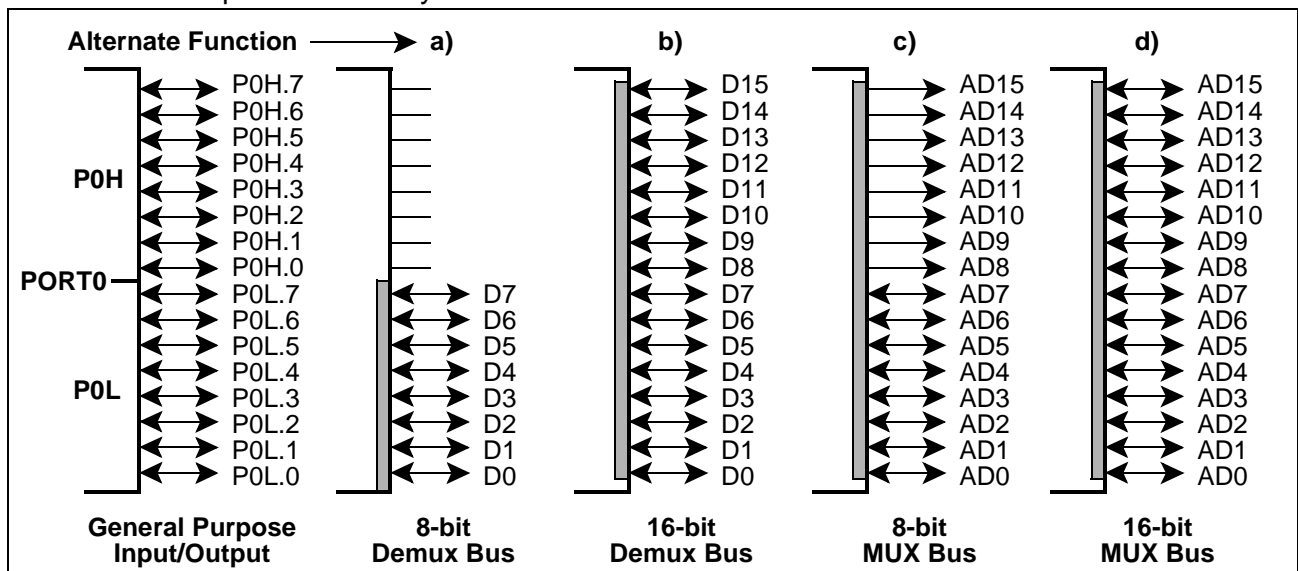 Alternate Function a) b) c) d)
P0H.7 D15 AD15 AD15
P0H.6 D14 AD14 AD14
P0H.5 D13 AD13 AD13
P0H.4 D12 AD12 AD12
P0H
P0H.3 D11 AD11 AD11
P0H.2 D10 AD10 AD10
P0H.1 D9 AD9 AD9
P0H.0 D8 AD8 AD8
PORT0
P0L.7 D7 D7 AD7 AD7
P0L.6 D6 D6 AD6 AD6
P0L.5 D5 D5 AD5 AD5
P0L.4 D4 D4 AD4 AD4
P0L
P0L.3 D3 D3 AD3 AD3
P0L.2 D2 D2 AD2 AD2
P0L.1 D1 D1 AD1 AD1
P0L.0 D0 D0 AD0 AD0
General Purpose 8-bit 16-bit 8-bit 16-bit
Input/Output Demux Bus Demux Bus MUX Bus MUX Bus